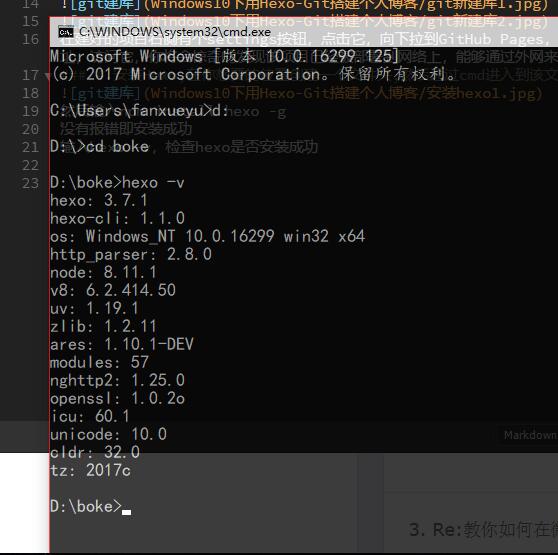 14 ![git建库](Windows10下用Hexo-Git搭建个人博客/git新建库1.jpg)
15 ![git建库](Windows10下用Hexo-Git搭建个人博客/git新建库2.jpg)
C:\WINDOWS\system32\cmd.exe
Microsoft Windows [版本 10.0.16299.125]
(c) 2017 Microsoft Corporation。保留所有权利。
17
18 ![git建库](Windows10下用Hexo-Git搭建个人博客/安装hexo1.jpg)
C:\Users\fanxueyu>d:
19 hexo -g
20 没有报错即安装成功
D:\>cd boke
21 检查hexo是否安装成功
22
23
D:\boke>hexo -v
hexo: 3.7.1
hexo-cli: 1.1.0
os: Windows_NT 10.0.16299 win32 x64
http_parser: 2.8.0
node: 8.11.1
v8: 6.2.414.50
uv: 1.19.1
zlib: 1.2.11
ares: 1.10.1-DEV
modules: 57
nghttp2: 1.25.0
openssl: 1.0.2o
icu: 60.1
unicode: 10.0
Markdown
cldr: 32.0
tz: 2017c
D:\boke>
3. Re:教你如何在